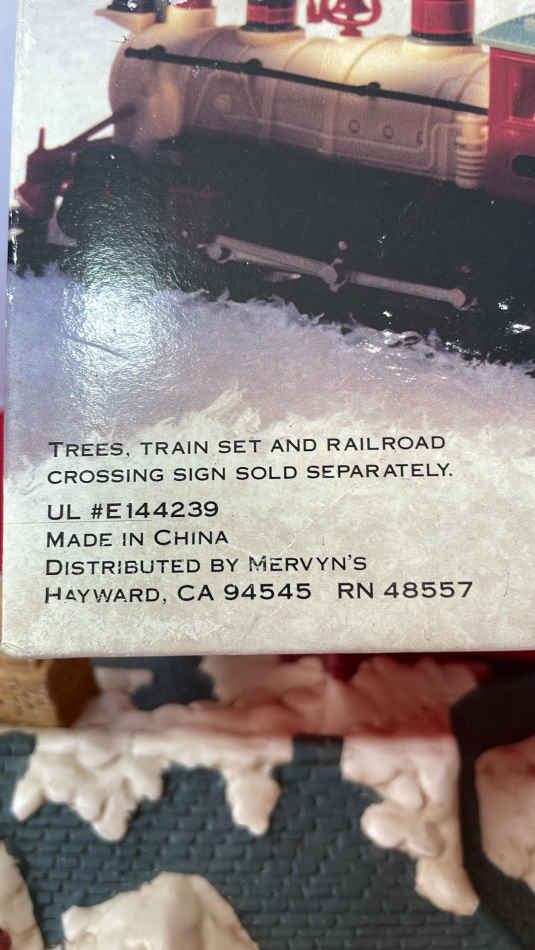 TREES, TRAIN SET AND RAILROAD
CROSSING SIGN SOLD SEPARATELY.
UL #E144239
MADE IN CHINA
DISTRIBUTED BY MERVYN'S
HAYWARD, CA 94545 RN 48557